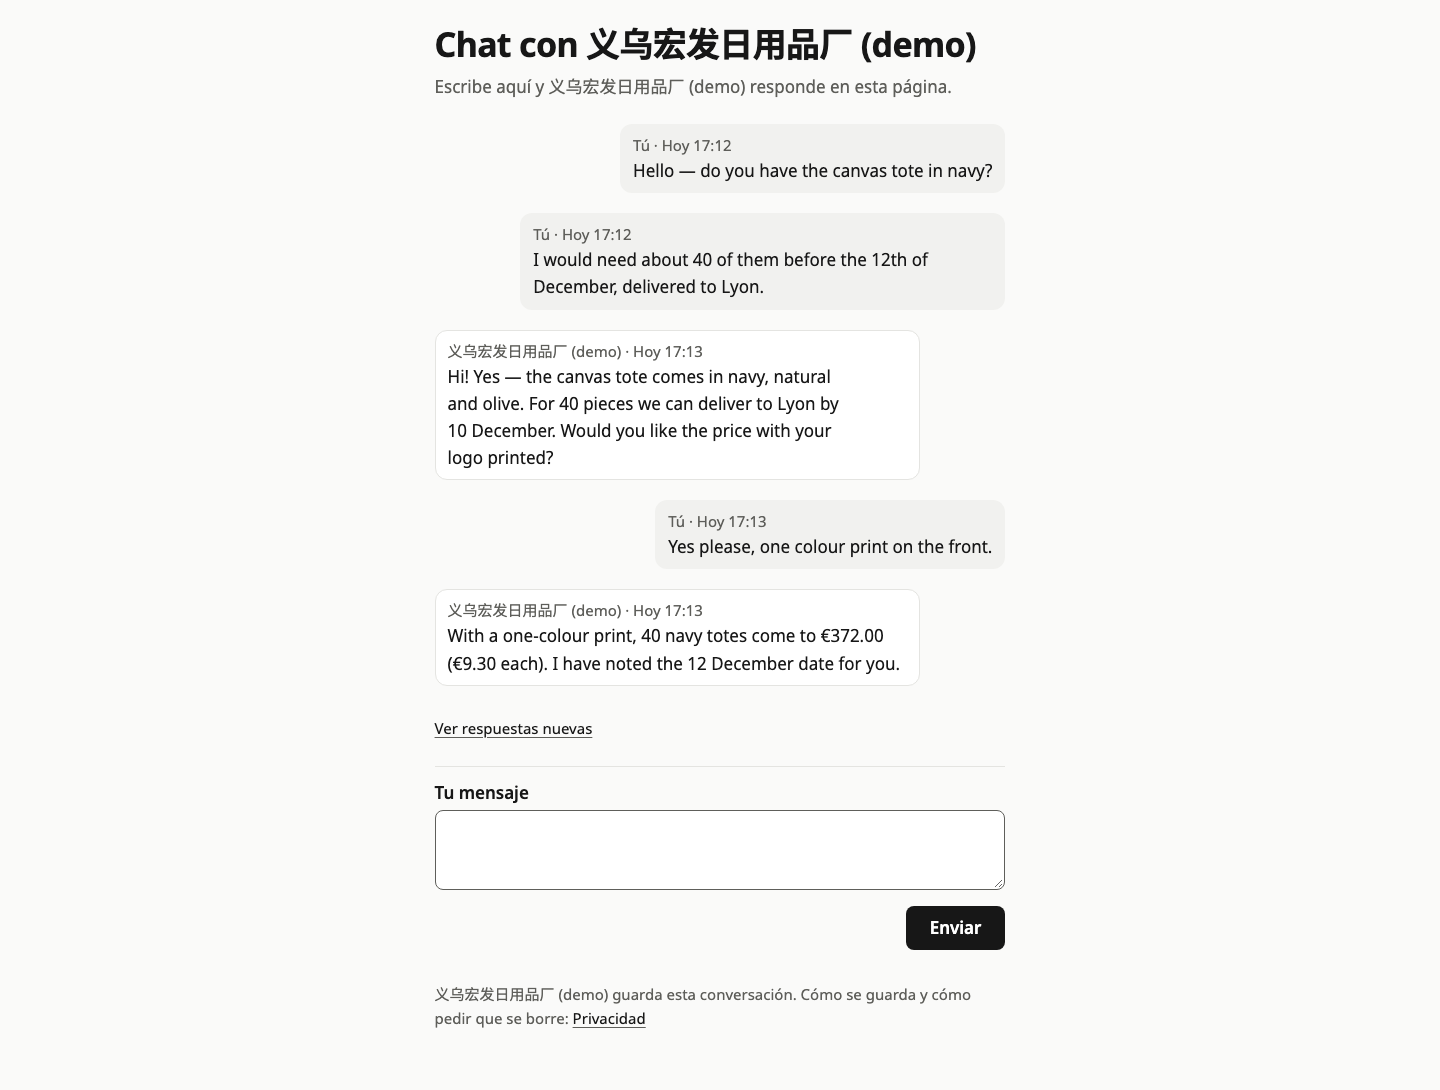 Chat con 义乌宏发日用品厂 (demo)
Escribe aquí y 义乌宏发日用品厂 (demo) responde en esta página.
Tú · Hoy 17:12
Hello — do you have the canvas tote in navy?
Tú · Hoy 17:12
I would need about 40 of them before the 12th of
December, delivered to Lyon.
义乌宏发日用品厂 (demo) · Hoy 17:13
Hi! Yes — the canvas tote comes in navy, natural
and olive. For 40 pieces we can deliver to Lyon by
10 December. Would you like the price with your
logo printed?
Tú · Hoy 17:13
Yes please, one colour print on the front.
义乌宏发日用品厂 (demo) · Hoy 17:13
With a one-colour print, 40 navy totes come to €372.00
(€9.30 each). I have noted the 12 December date for you.
Ver respuestas nuevas
Tu mensaje
Enviar
义乌宏发日用品厂 (demo) guarda esta conversación. Cómo se guarda y cómo
pedir que se borre: Privacidad